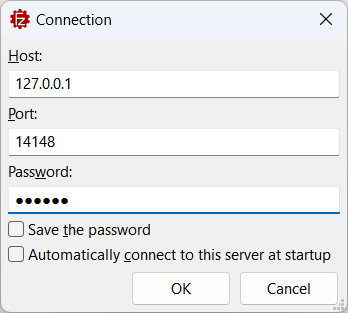 Connection
Host:
127.0.0.1
Port:
14148
Password:
●●●●●●
Save the password
Automatically connect to this server at startup
OK Cancel